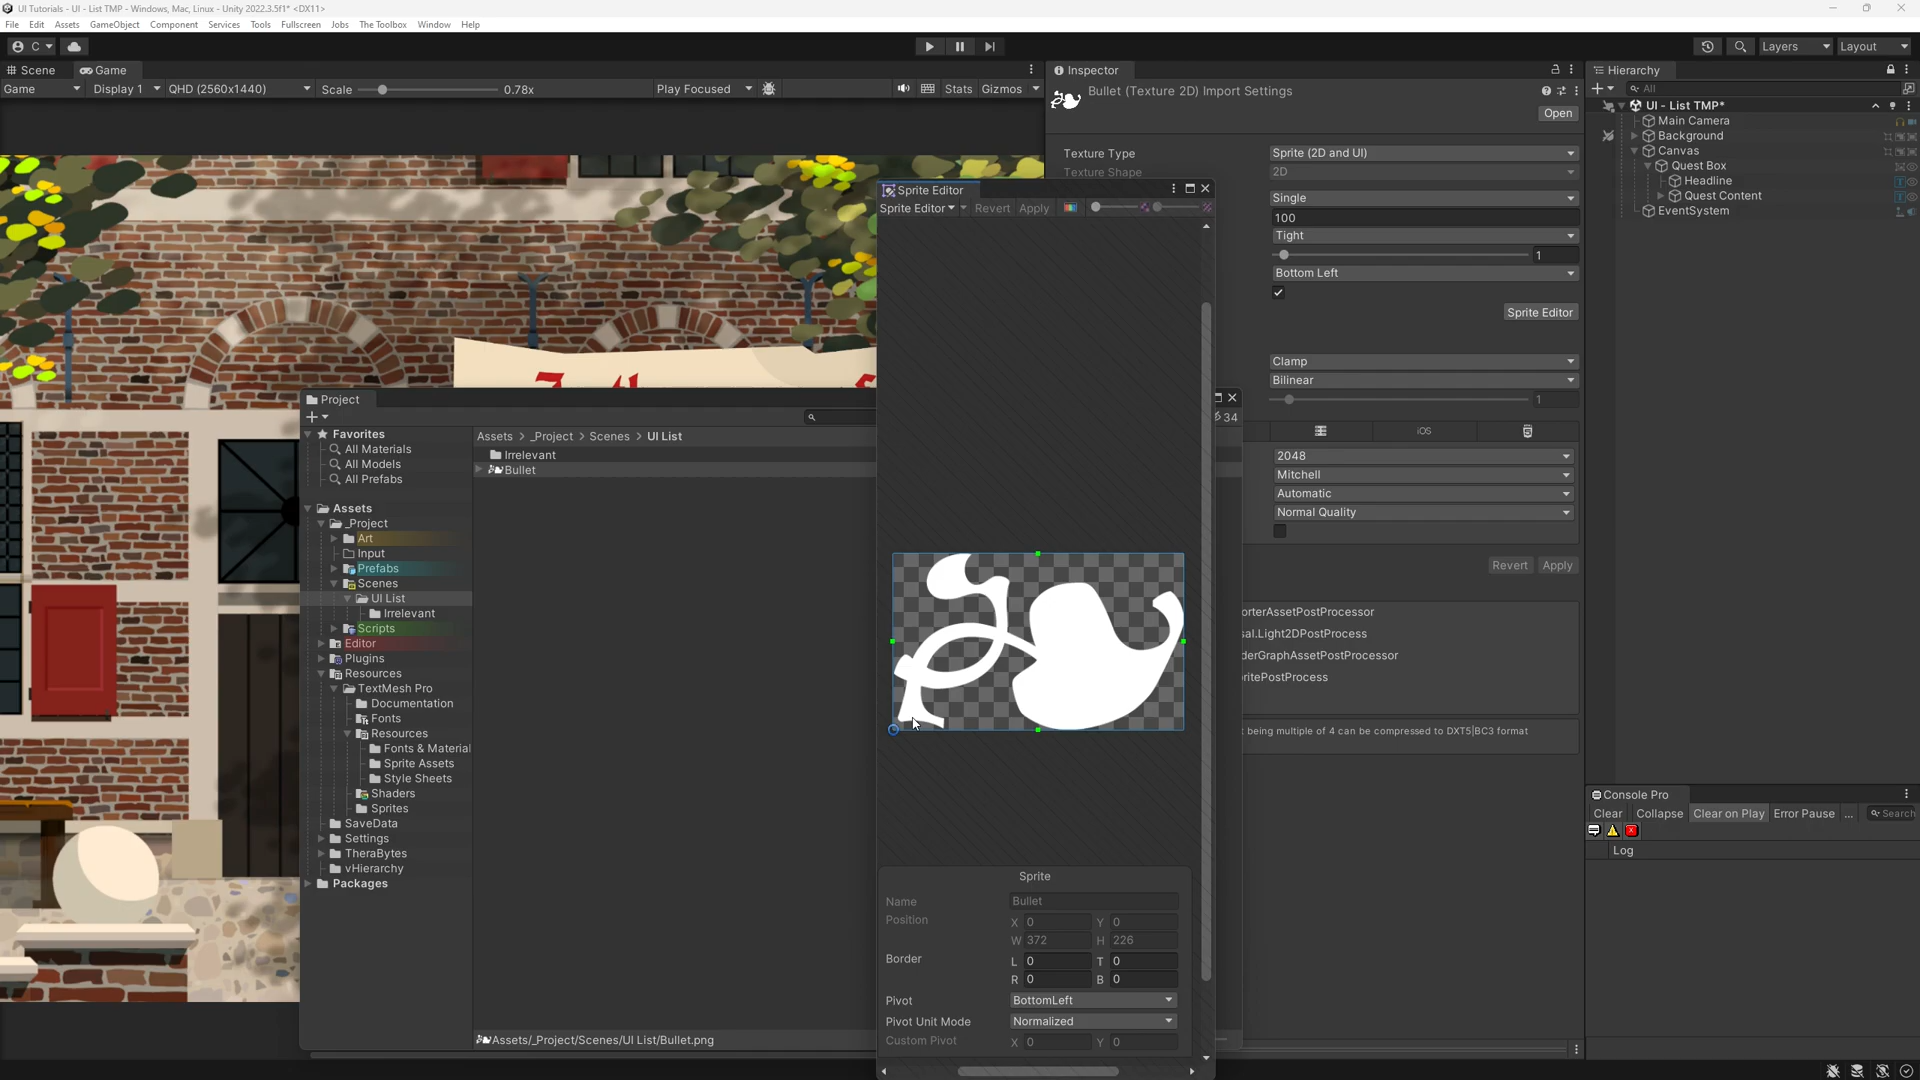 UI Tutorials - UI - List TMP - Windows, Mac, Linux - Unity 2022.3.5f1* <DX11>
File Edit Assets GameObject Component Services Tools Fullscreen Jobs The Toolbox Window Help
C Layers Layout
Scene Game
Game Display 1 QHD (2560x1440) Scale 0.78x Play Focused Stats Gizmos
Inspector
Bullet (Texture 2D) Import Settings
Open
Texture Type Sprite (2D and UI)
Texture Shape 2D
Single
100
Tight
1
Bottom Left
Sprite Editor
Clamp
Bilinear
1
iOS
2048
Mitchell
Automatic
Normal Quality
Revert Apply
orterAssetPostProcessor
sal.Light2DPostProcess
derGraphAssetPostProcessor
ritePostProcess
being multiple of 4 can be compressed to DXT5|BC3 format
Hierarchy
All
UI - List TMP*
Main Camera
Background
Canvas
Quest Box
Headline
Quest Content
EventSystem
Console Pro
Clear Collapse Clear on Play Error Pause ... Search
Log
Project
34
Favorites
All Materials
All Models
All Prefabs
Assets
_Project
Art
Input
Prefabs
Scenes
UI List
Irrelevant
Scripts
Editor
Plugins
Resources
TextMesh Pro
Documentation
Fonts
Resources
Fonts & Material
Sprite Assets
Style Sheets
Shaders
Sprites
SaveData
Settings
TheraBytes
vHierarchy
Packages
Assets > _Project > Scenes > UI List
Irrelevant
Bullet
Assets/_Project/Scenes/UI List/Bullet.png
Sprite Editor
Sprite Editor Revert Apply
Sprite
Name Bullet
Position X 0 Y 0
W 372 H 226
Border L 0 T 0
R 0 B 0
Pivot BottomLeft
Pivot Unit Mode Normalized
Custom Pivot X 0 Y 0